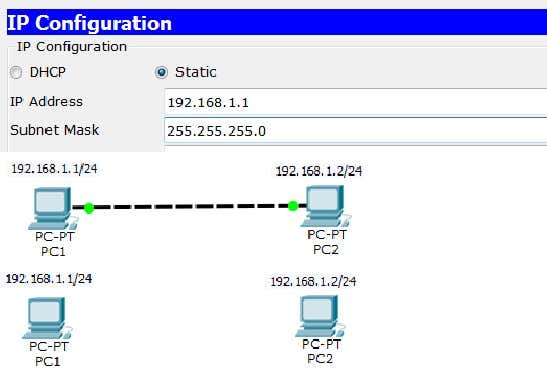 IP Configuration
IP Configuration
DHCP Static
IP Address 192.168.1.1
Subnet Mask 255.255.255.0
192.168.1.1/24 192.168.1.2/24
PC-PT PC-PT
PC1 PC2
192.168.1.1/24 192.168.1.2/24
PC-PT PC-PT
PC1 PC2